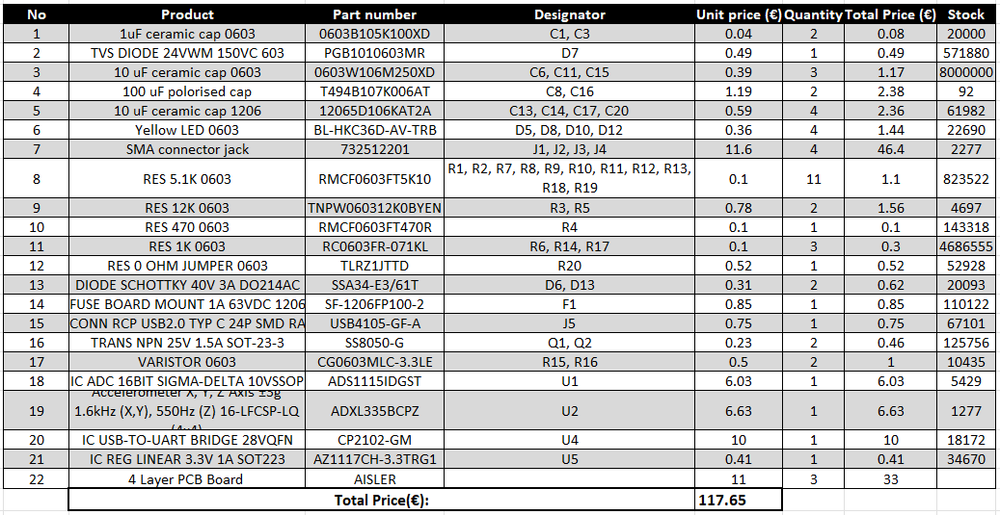 No Product Part number Designator Unit price (€) Quantity Total Price (€) Stock
1 1uF ceramic cap 0603 0603B105K100XD C1, C3 0.04 2 0.08 20000
2 TVS DIODE 24VWM 150VC 603 PGB1010603MR D7 0.49 1 0.49 571880
3 10 uF ceramic cap 0603 0603W106M250XD C6, C11, C15 0.39 3 1.17 8000000
4 100 uF polorised cap T494B107K006AT C8, C16 1.19 2 2.38 92
5 10 uF ceramic cap 1206 12065D106KAT2A C13, C14, C17, C20 0.59 4 2.36 61982
6 Yellow LED 0603 BL-HKC36D-AV-TRB D5, D8, D10, D12 0.36 4 1.44 22690
7 SMA connector jack 732512201 J1, J2, J3, J4 11.6 4 46.4 2277
8 RES 5.1K 0603 RMCF0603FT5K10 R1, R2, R7, R8, R9, R10, R11, R12, R13,
R18, R19 0.1 11 1.1 823522
9 RES 12K 0603 TNPW060312K0BYEN R3, R5 0.78 2 1.56 4697
10 RES 470 0603 RMCF0603FT470R R4 0.1 1 0.1 143318
11 RES 1K 0603 RC0603FR-071KL R6, R14, R17 0.1 3 0.3 4686555
12 RES 0 OHM JUMPER 0603 TLRZ1JTTD R20 0.52 1 0.52 52928
13 DIODE SCHOTTKY 40V 3A DO214AC SSA34-E3/61T D6, D13 0.31 2 0.62 20093
14 FUSE BOARD MOUNT 1A 63VDC 1206 SF-1206FP100-2 F1 0.85 1 0.85 110122
15 CONN RCP USB2.0 TYP C 24P SMD RA USB4105-GF-A J5 0.75 1 0.75 67101
16 TRANS NPN 25V 1.5A SOT-23-3 SS8050-G Q1, Q2 0.23 2 0.46 125756
17 VARISTOR 0603 CG0603MLC-3.3LE R15, R16 0.5 2 1 10435
18 IC ADC 16BIT SIGMA-DELTA 10VSSOP ADS1115IDGST U1 6.03 1 6.03 5429
19 Accelerometer X, Y, Z Axis ±3g
1.6kHz (X,Y), 550Hz (Z) 16-LFCSP-LQ
(4x4) ADXL335BCPZ U2 6.63 1 6.63 1277
20 IC USB-TO-UART BRIDGE 28VQFN CP2102-GM U4 10 1 10 18172
21 IC REG LINEAR 3.3V 1A SOT223 AZ1117CH-3.3TRG1 U5 0.41 1 0.41 34670
22 4 Layer PCB Board AISLER 11 3 33
Total Price(€): 117.65